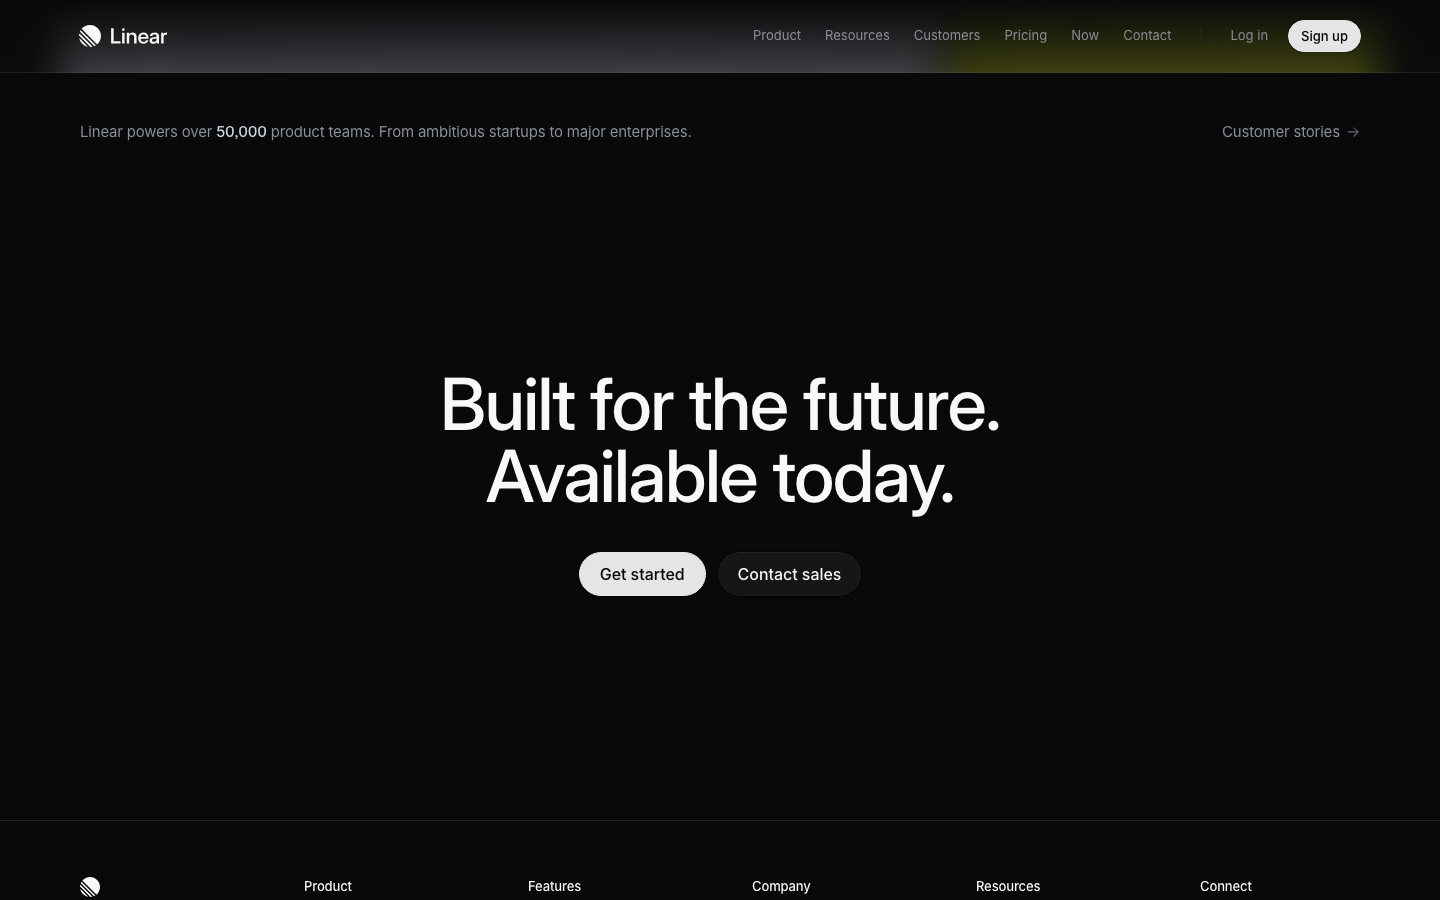 Linear
Product Resources Customers Pricing Now Contact Log in Sign up
Linear powers over 50,000 product teams. From ambitious startups to major enterprises.
Customer stories →
Built for the future.
Available today.
Get started Contact sales
Product Features Company Resources Connect